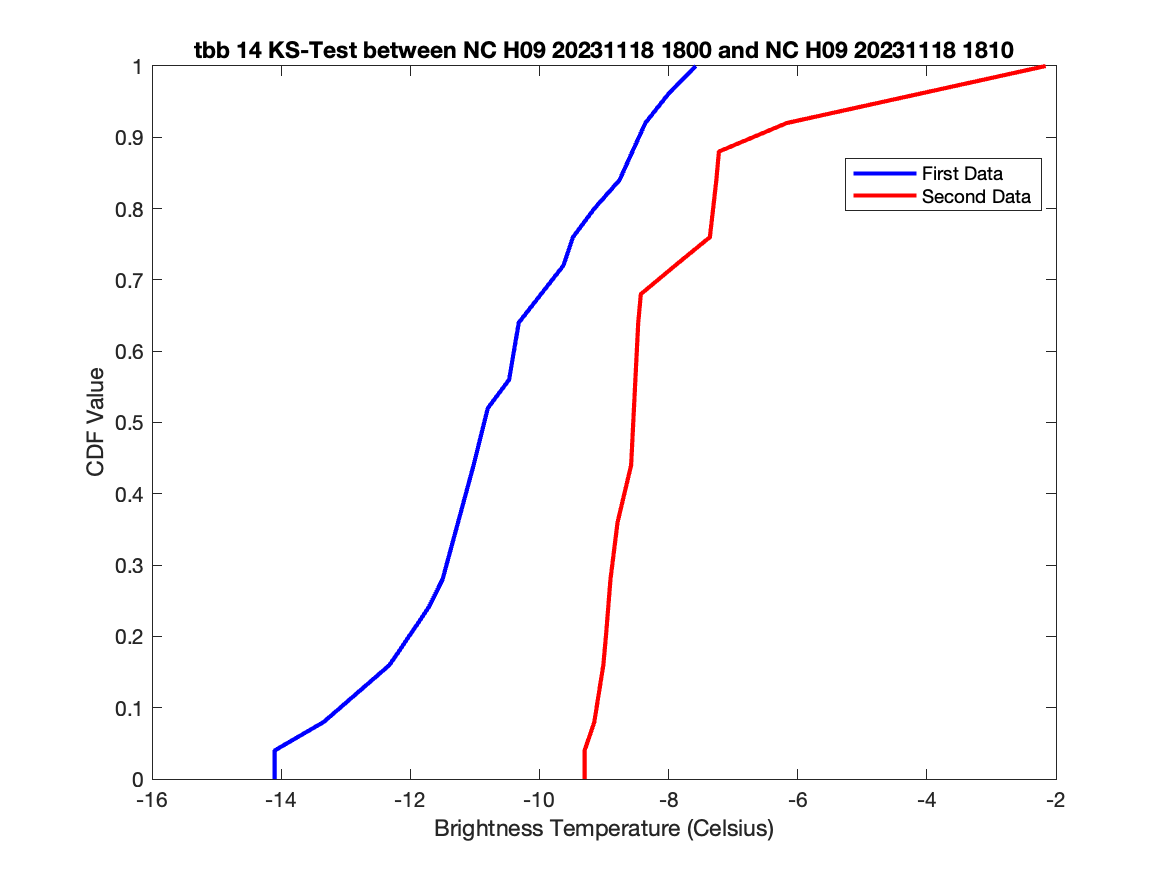 tbb 14 KS-Test between NC H09 20231118 1800 and NC H09 20231118 1810
1
0.9
0.8
0.7
0.6
0.5
0.4
0.3
0.2
0.1
0
CDF Value
First Data
Second Data
-16 -14 -12 -10 -8 -6 -4 -2
Brightness Temperature (Celsius)